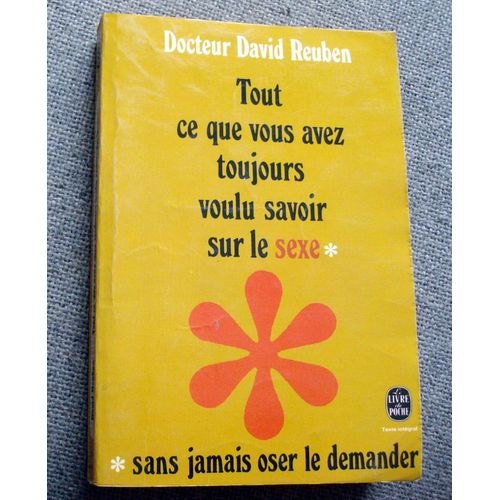 Docteur David Reuben
Tout
ce que vous avez
toujours
voulu savoir
sur le sexe*
Le
LIVRE
de
POCHE
Texte intégral
* sans jamais oser le demander